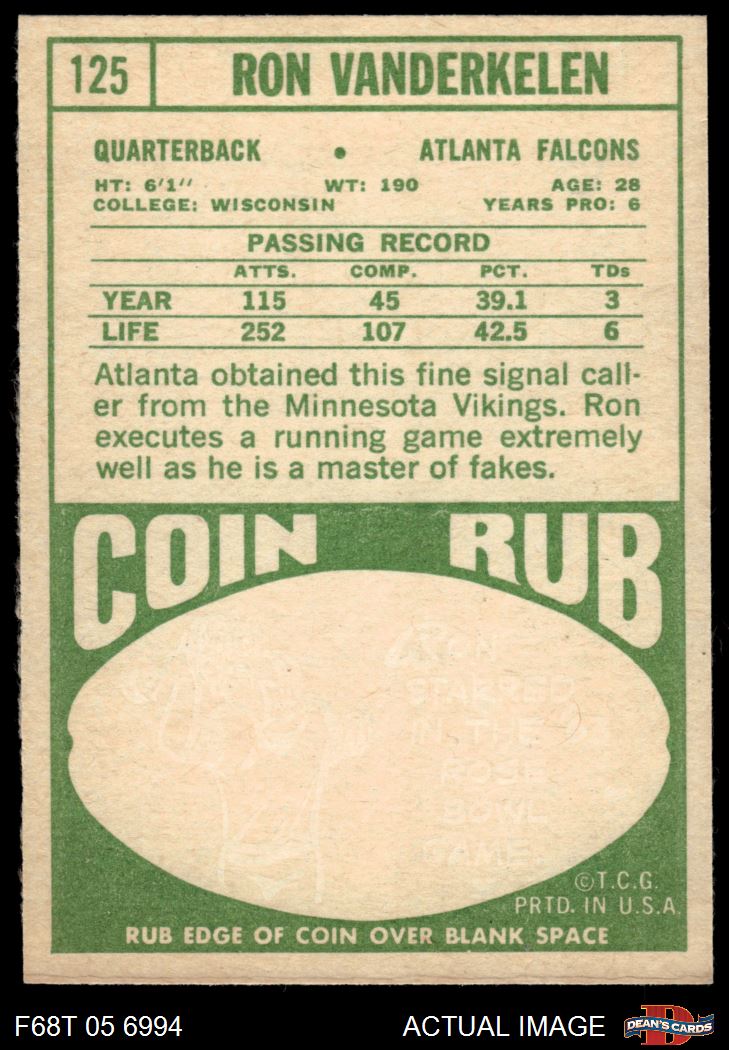 125 RON VANDERKELEN
QUARTERBACK • ATLANTA FALCONS
HT: 6'1'' WT: 190 AGE: 28
COLLEGE: WISCONSIN YEARS PRO: 6
PASSING RECORD
ATTS. COMP. PCT. TDs
YEAR 115 45 39.1 3
LIFE 252 107 42.5 6
Atlanta obtained this fine signal call-
er from the Minnesota Vikings. Ron
executes a running game extremely
well as he is a master of fakes.
COIN RUB
RON
STARRED
IN THE
ROSE
BOWL
GAME.
©T.C.G.
PRTD. IN U.S.A.
RUB EDGE OF COIN OVER BLANK SPACE
F68T 05 6994 ACTUAL IMAGE DEAN'S CARDS